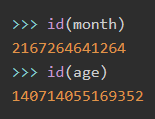 >>> id(month)
2167264641264
>>> id(age)
140714055169352